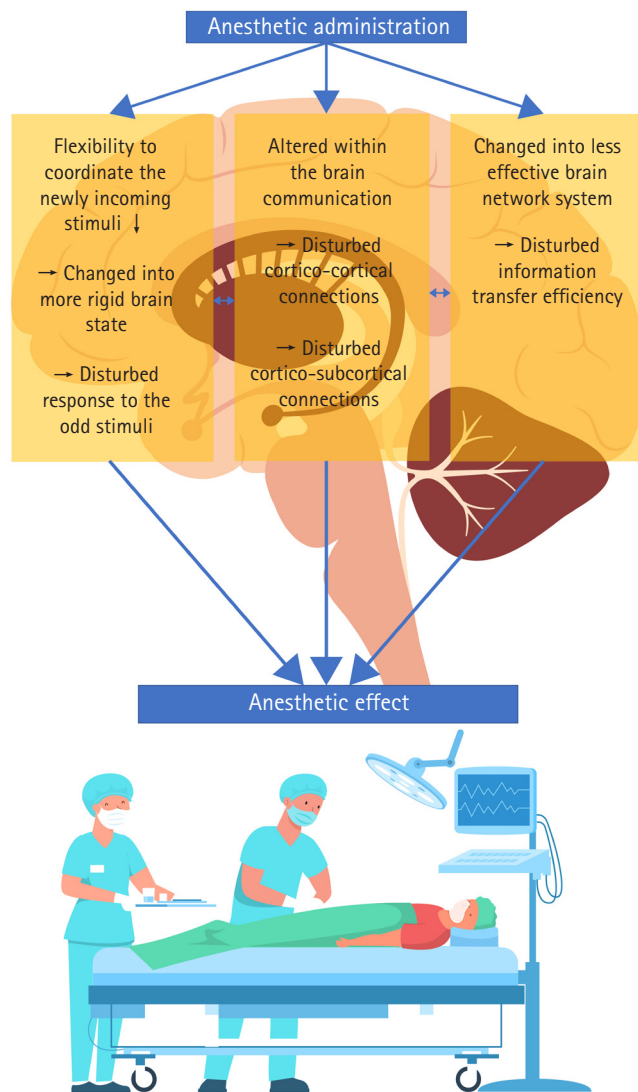 Anesthetic administration
Flexibility to
coordinate the
newly incoming
stimuli ↓
→ Changed into
more rigid brain
state
→ Disturbed
response to the
odd stimuli
Altered within
the brain
communication
→ Disturbed
cortico-cortical
connections
→ Disturbed
cortico-subcortical
connections
Changed into less
effective brain
network system
→ Disturbed
information
transfer efficiency
Anesthetic effect